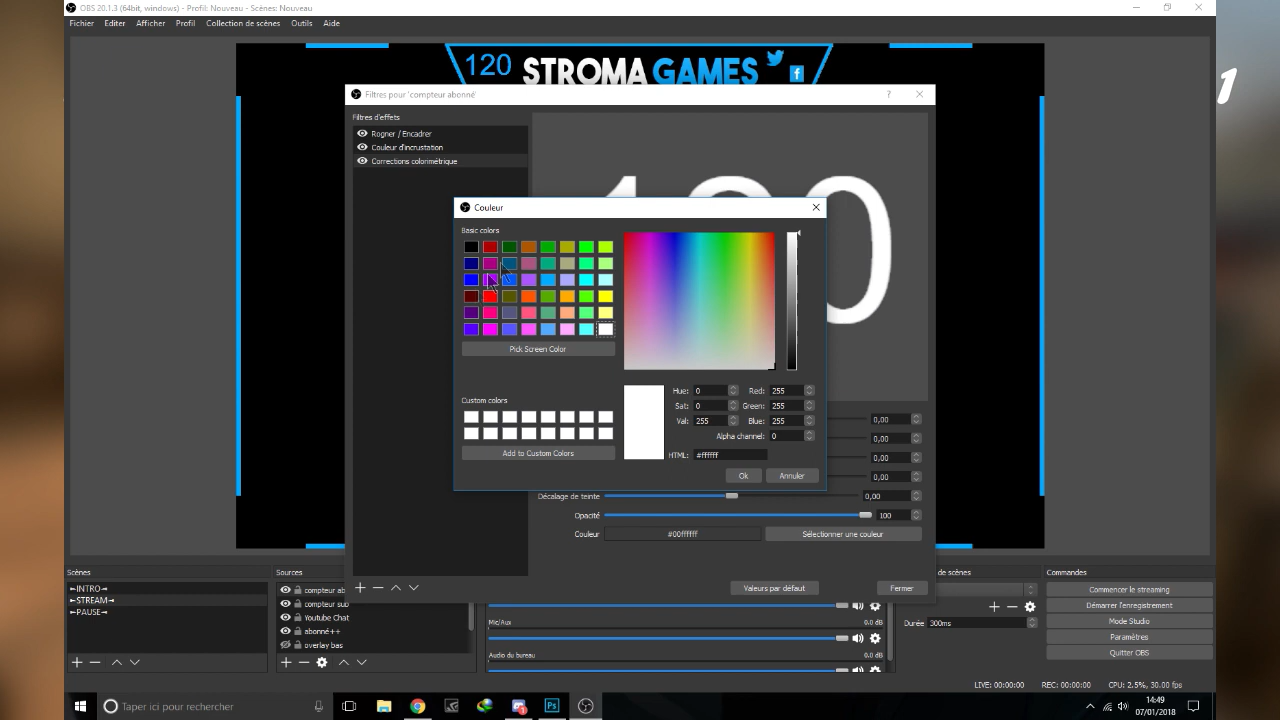 OBS 20.1.3 (64bit, windows) - Profil: Nouveau - Scènes: Nouveau
Fichier Editer Afficher Profil Collection de scènes Outils Aide
120 STROMA GAMES
1
Filtres pour 'compteur abonné'
?
Filtres d'effets
Rogner / Encadrer
Couleur d'incrustation
Corrections colorimétrique
120
Couleur
Basic colors
Pick Screen Color
Custom colors
Add to Custom Colors
Hue: 0 Red: 255
Sat: 0 Green: 255
Val: 255 Blue: 255
Alpha channel: 0
HTML: #ffffff
Ok Annuler
0,00
0,00
0,00
0,00
Décalage de teinte 0,00
Opacité 100
Couleur #00ffffff Sélectionner une couleur
Valeurs par défaut Fermer
Scènes
⊷INTRO⊶
⊷STREAM⊶
⊷PAUSE⊶
Sources
compteur ab
compteur sub
Youtube Chat
abonné++
overlay bas
Mic/Aux 0.0 dB
Audio du bureau 0.0 dB
de scènes
Durée 300ms
Commandes
Commencer le streaming
Démarrer l'enregistrement
Mode Studio
Paramètres
Quitter OBS
LIVE: 00:00:00 REC: 00:00:00 CPU: 2.5%, 30.00 fps
Taper ici pour rechercher
Ps
14:49
07/01/2018